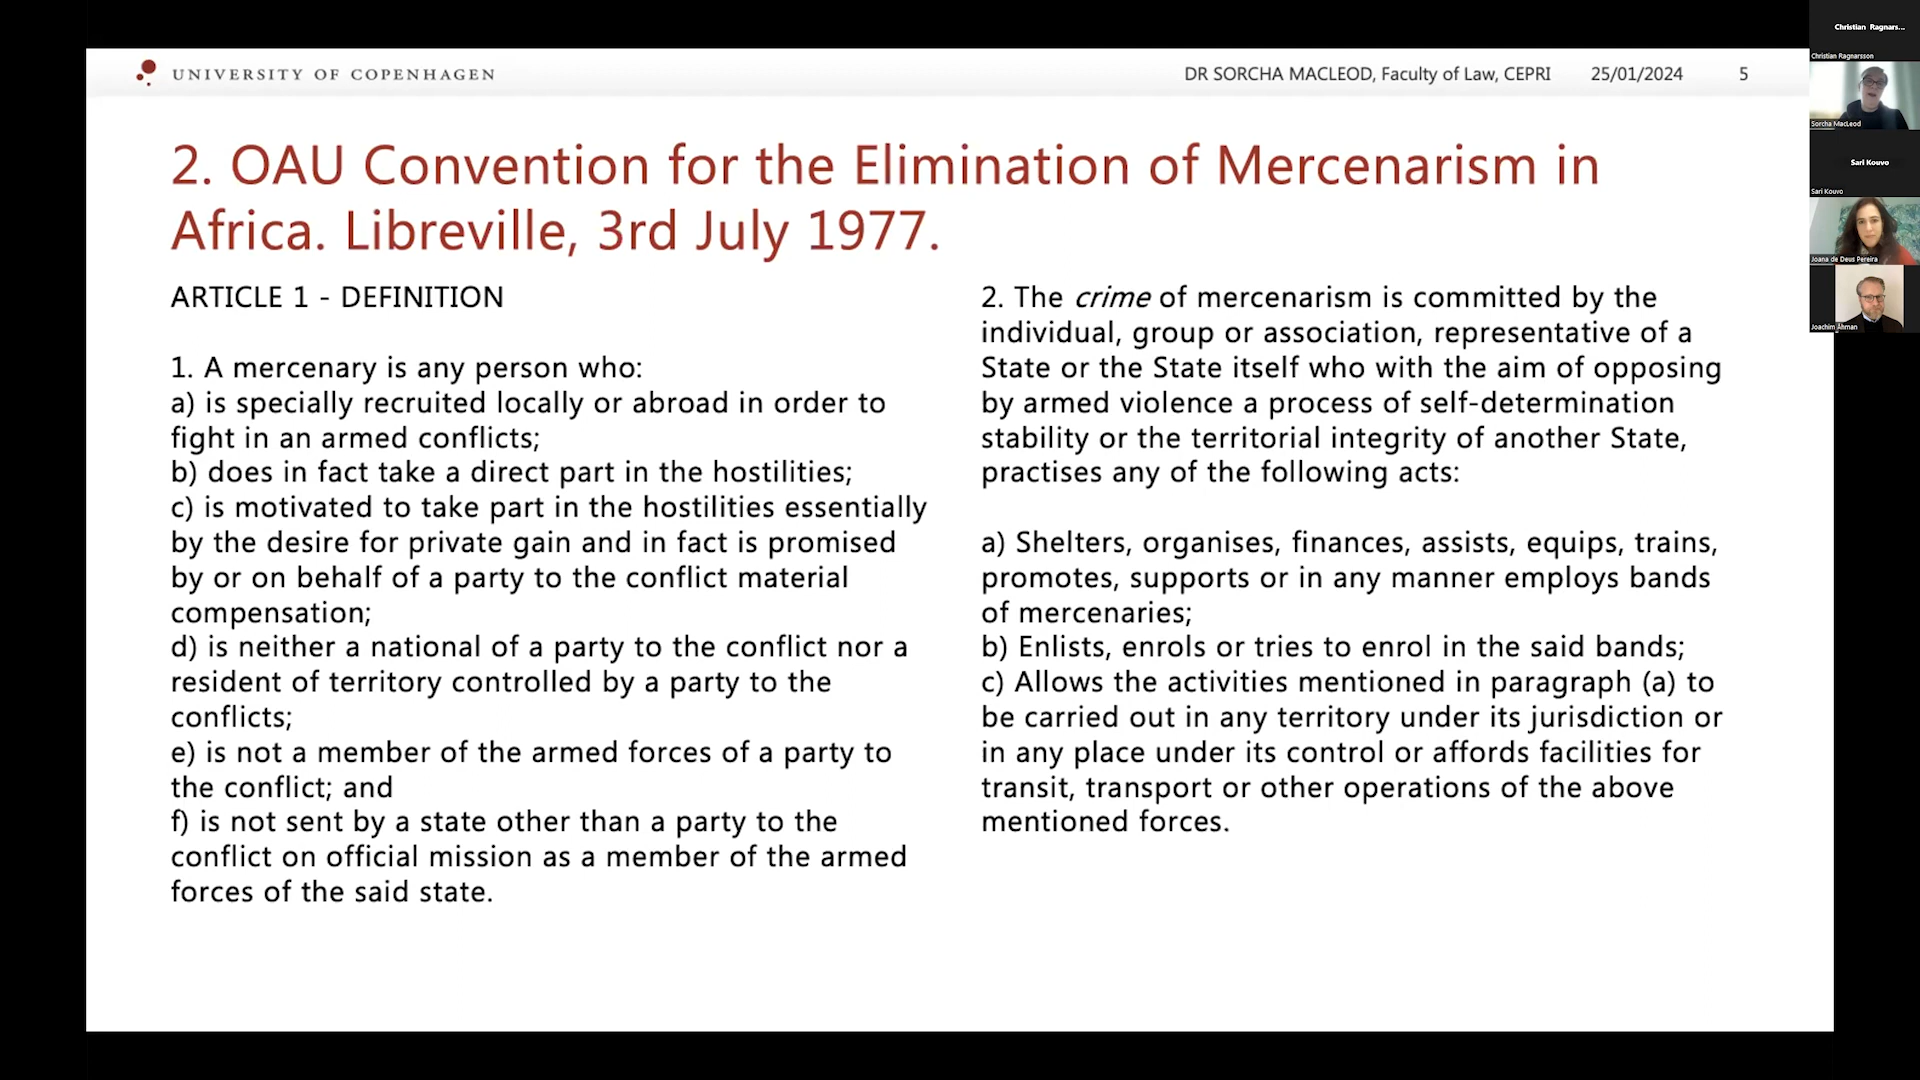 UNIVERSITY OF COPENHAGEN
DR SORCHA MACLEOD, Faculty of Law, CEPRI 25/01/2024 5
2. OAU Convention for the Elimination of Mercenarism in
Africa. Libreville, 3rd July 1977.
ARTICLE 1 - DEFINITION
1. A mercenary is any person who:
a) is specially recruited locally or abroad in order to
fight in an armed conflicts;
b) does in fact take a direct part in the hostilities;
c) is motivated to take part in the hostilities essentially
by the desire for private gain and in fact is promised
by or on behalf of a party to the conflict material
compensation;
d) is neither a national of a party to the conflict nor a
resident of territory controlled by a party to the
conflicts;
e) is not a member of the armed forces of a party to
the conflict; and
f) is not sent by a state other than a party to the
conflict on official mission as a member of the armed
forces of the said state.
2. The crime of mercenarism is committed by the
individual, group or association, representative of a
State or the State itself who with the aim of opposing
by armed violence a process of self-determination
stability or the territorial integrity of another State,
practises any of the following acts:
a) Shelters, organises, finances, assists, equips, trains,
promotes, supports or in any manner employs bands
of mercenaries;
b) Enlists, enrols or tries to enrol in the said bands;
c) Allows the activities mentioned in paragraph (a) to
be carried out in any territory under its jurisdiction or
in any place under its control or affords facilities for
transit, transport or other operations of the above
mentioned forces.
Christian Ragnars...
Christian Ragnarsson
Sorcha MacLeod
Sari Kouvo
Sari Kouvo
Joana de Deus Pereira
Joachim Åhman